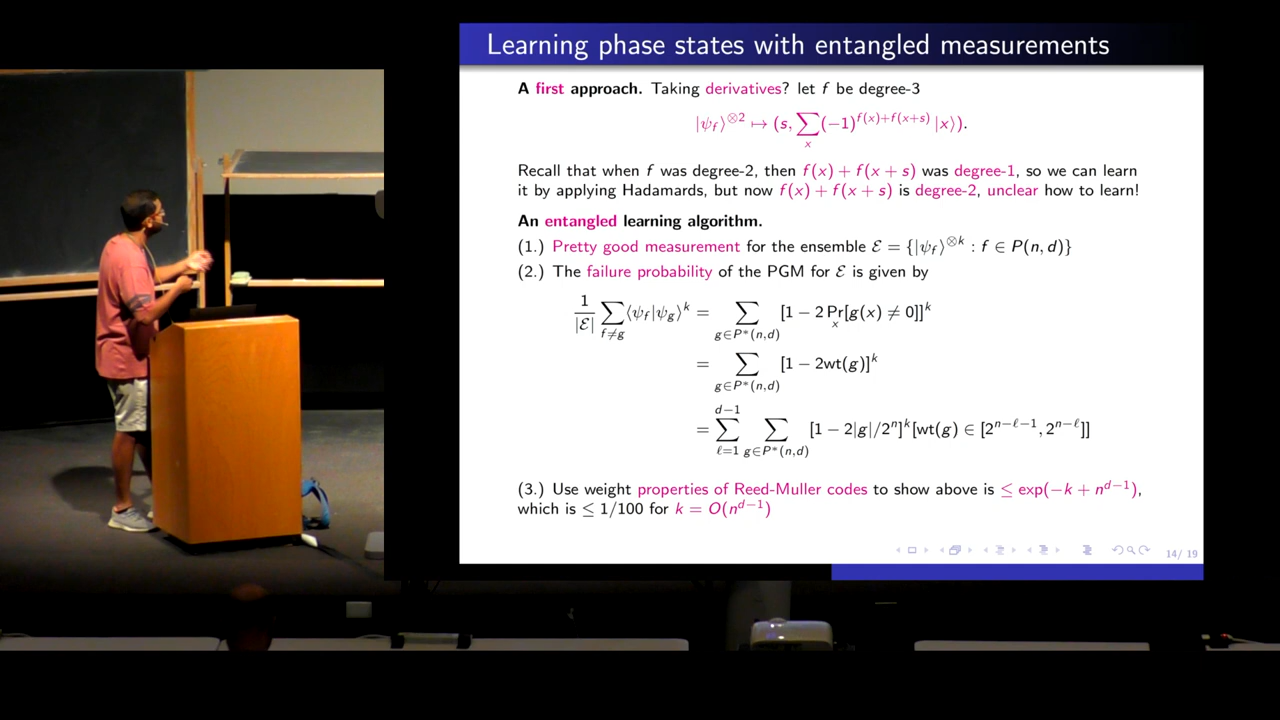 Learning phase states with entangled measurements
A first approach. Taking derivatives? let f be degree-3
|ψ_f⟩^{⊗2} ↦ (s, ∑_x (−1)^{f(x)+f(x+s)} |x⟩).
Recall that when f was degree-2, then f(x) + f(x + s) was degree-1, so we can learn
it by applying Hadamards, but now f(x) + f(x + s) is degree-2, unclear how to learn!
An entangled learning algorithm.
(1.) Pretty good measurement for the ensemble ℰ = {|ψ_f⟩^{⊗k} : f ∈ P(n, d)}
(2.) The failure probability of the PGM for ℰ is given by
1/|ℰ| ∑_{f≠g} ⟨ψ_f|ψ_g⟩^k = ∑_{g∈P*(n,d)} [1 − 2 Pr_x[g(x) ≠ 0]]^k
= ∑_{g∈P*(n,d)} [1 − 2wt(g)]^k
= ∑_{ℓ=1}^{d−1} ∑_{g∈P*(n,d)} [1 − 2|g|/2^n]^k[wt(g) ∈ [2^{n−ℓ−1}, 2^{n−ℓ}]]
(3.) Use weight properties of Reed-Muller codes to show above is ≤ exp(−k + n^{d−1}),
which is ≤ 1/100 for k = O(n^{d−1})
14/ 19